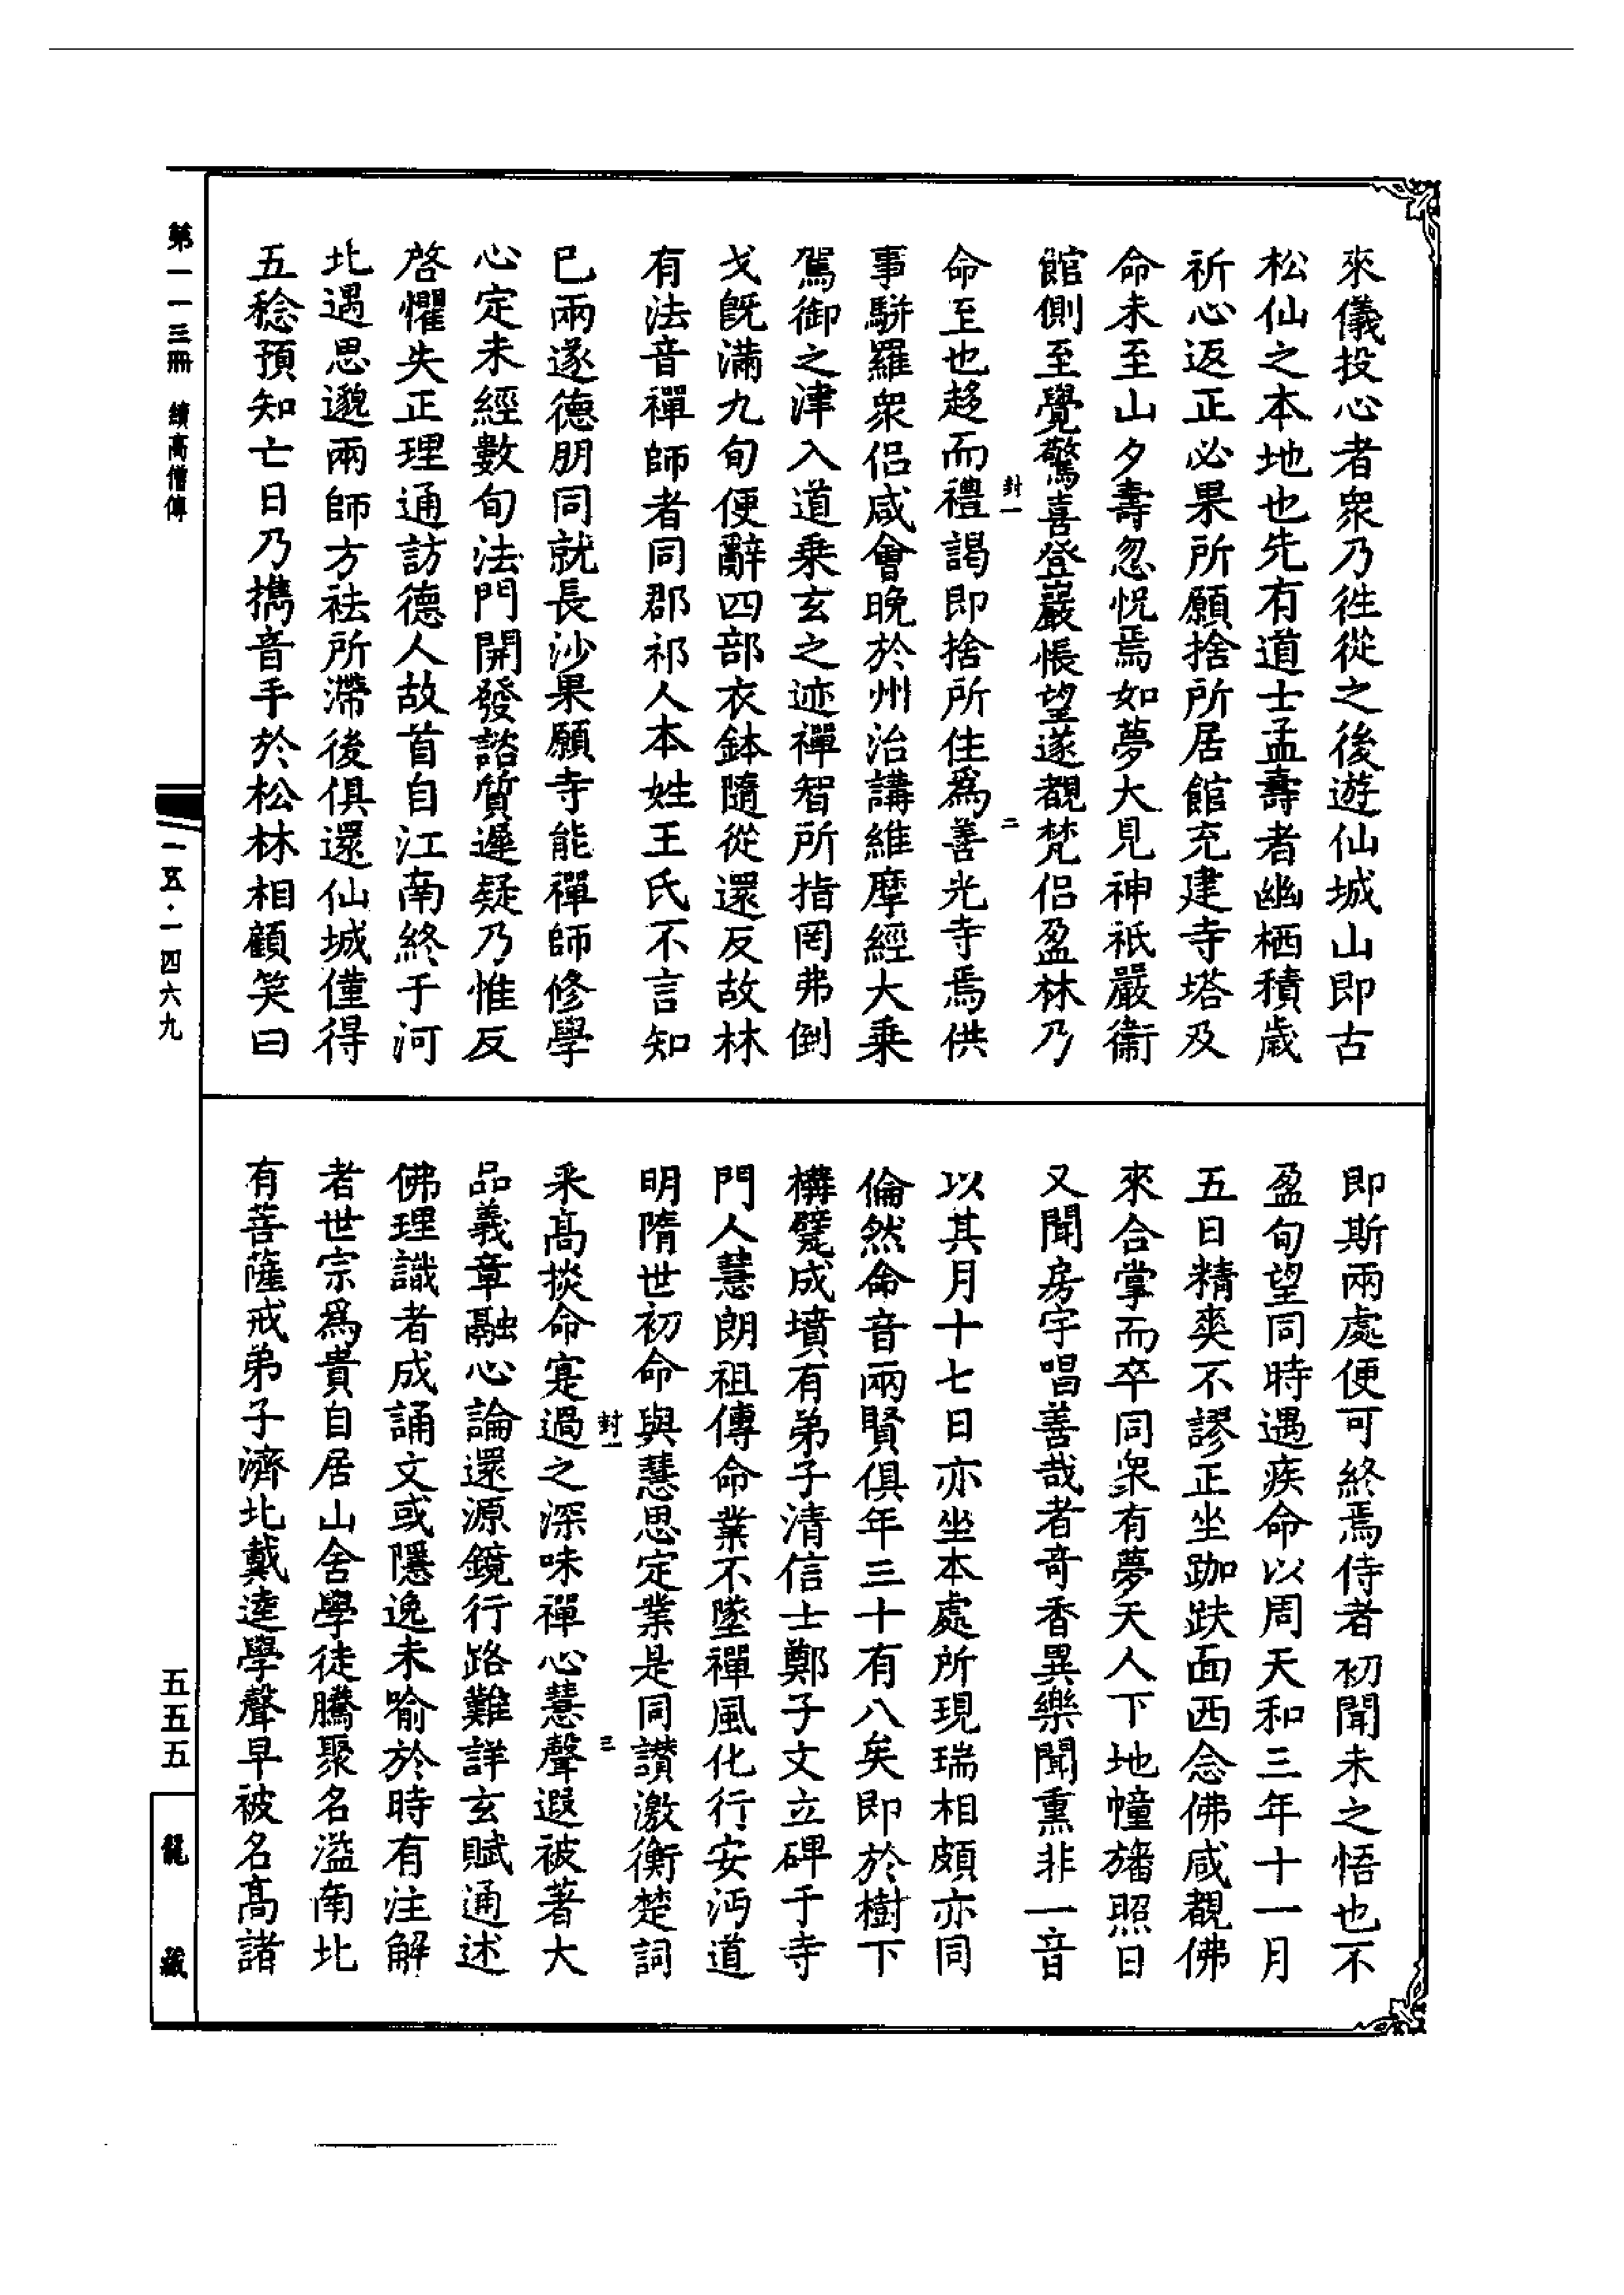 來儀投心者衆乃徃從之後遊仙城山即古
松仙之本地也先有道士孟壽者幽栖積歲
祈心返正必果所願捨所居館充建寺塔及
命未至山夕壽忽怳焉如夢大見神祇嚴衞
館側至覺驚喜登巖悵望遂覩梵侣盈林乃
封一
二
命至也趍而禮謁即捨所住爲善光寺焉供
事駢羅衆侣咸會晚於州治講維摩經大乗
駕御之津入道乗玄之迹禪智所指罔弗倒
戈既滿九旬便辭四部衣鉢隨從還反故林
有法音禪師者同郡祁人本姓王氏不言知
已兩遂德朋同就長沙果願寺能禪師修學
心定未經數旬法門開發諮質遲疑乃惟反
啓懼失正理通訪德人故首自江南終于河
北遇思邈兩師方祛所滯後俱還仙城僅得
五稔預知亡日乃㩦音手於松林相顧笑曰
即斯兩處便可終焉侍者初聞未之悟也不
盈旬望同時遇疾命以周天和三年十一月
五日精爽不謬正坐跏趺面西念佛咸覩佛
來合掌而卒同衆有夢天人下地幢旛照日
又聞房宇唱善哉者奇香異樂聞熏非一音
以其月十七日亦坐本處所現瑞相頗亦同
倫然命音兩賢俱年三十有八矣即於樹下
構甓成墳有弟子清信士鄭子文立碑于寺
門人慧朗祖傳命業不墜禪風化行安沔道
明隋世初命與慧思定業是同讃激衡楚詞
封一
三
采高掞命寔過之深味禪心慧聲遐被著大
品義章融心論還源鏡行路難詳玄賦通述
佛理識者成誦文或隱逸未喻於時有注解
者世宗爲貴自居山舍學徒騰聚名溢南北
有菩薩戒弟子濟北戴逵學聲早被名高諸
第一一三冊　續高僧傳
一五·一四六九
五五五
龍藏